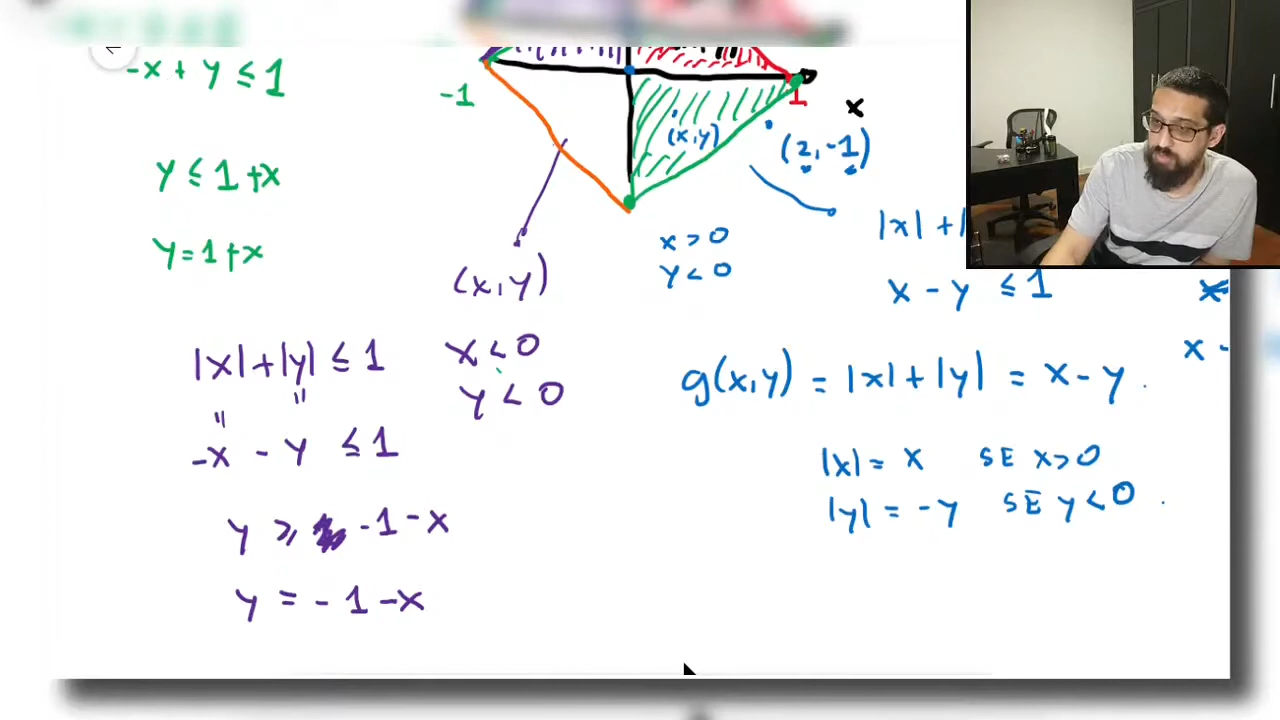 -x + y ≤ 1
y ≤ 1+x
y = 1+x
-1
1
x
(x,y)
(2,-1)
(x,y)
x > 0
y < 0
|x|+|
x - y ≤ 1
x -
|x|+|y| ≤ 1
" "
-x - y ≤ 1
x < 0
y < 0
y ≥ -1-x
y = -1-x
g(x,y) = |x|+|y| = x-y.
|x| = x SE x>0
|y| = -y SE y<0.